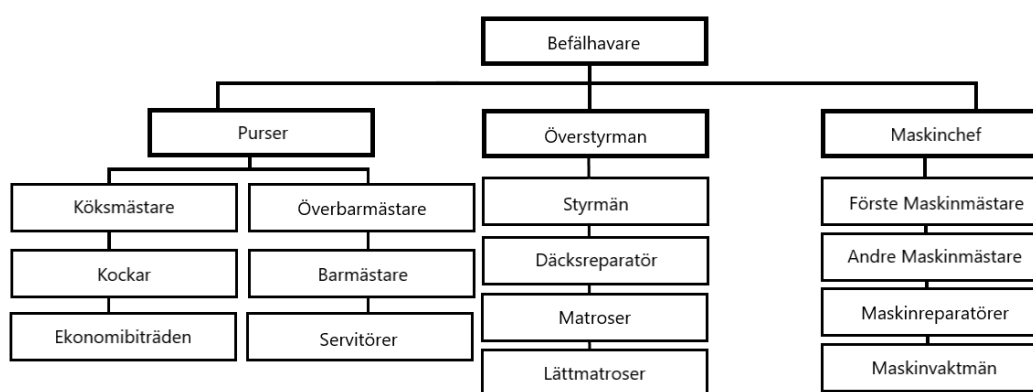 Befälhavare
Purser
Överstyrman
Maskinchef
Köksmästare
Överbarmästare
Styrmän
Förste Maskinmästare
Kockar
Barmästare
Däcksreparatör
Andre Maskinmästare
Ekonomibiträden
Servitörer
Matroser
Maskinreparatörer
Lättmatroser
Maskinvaktmän